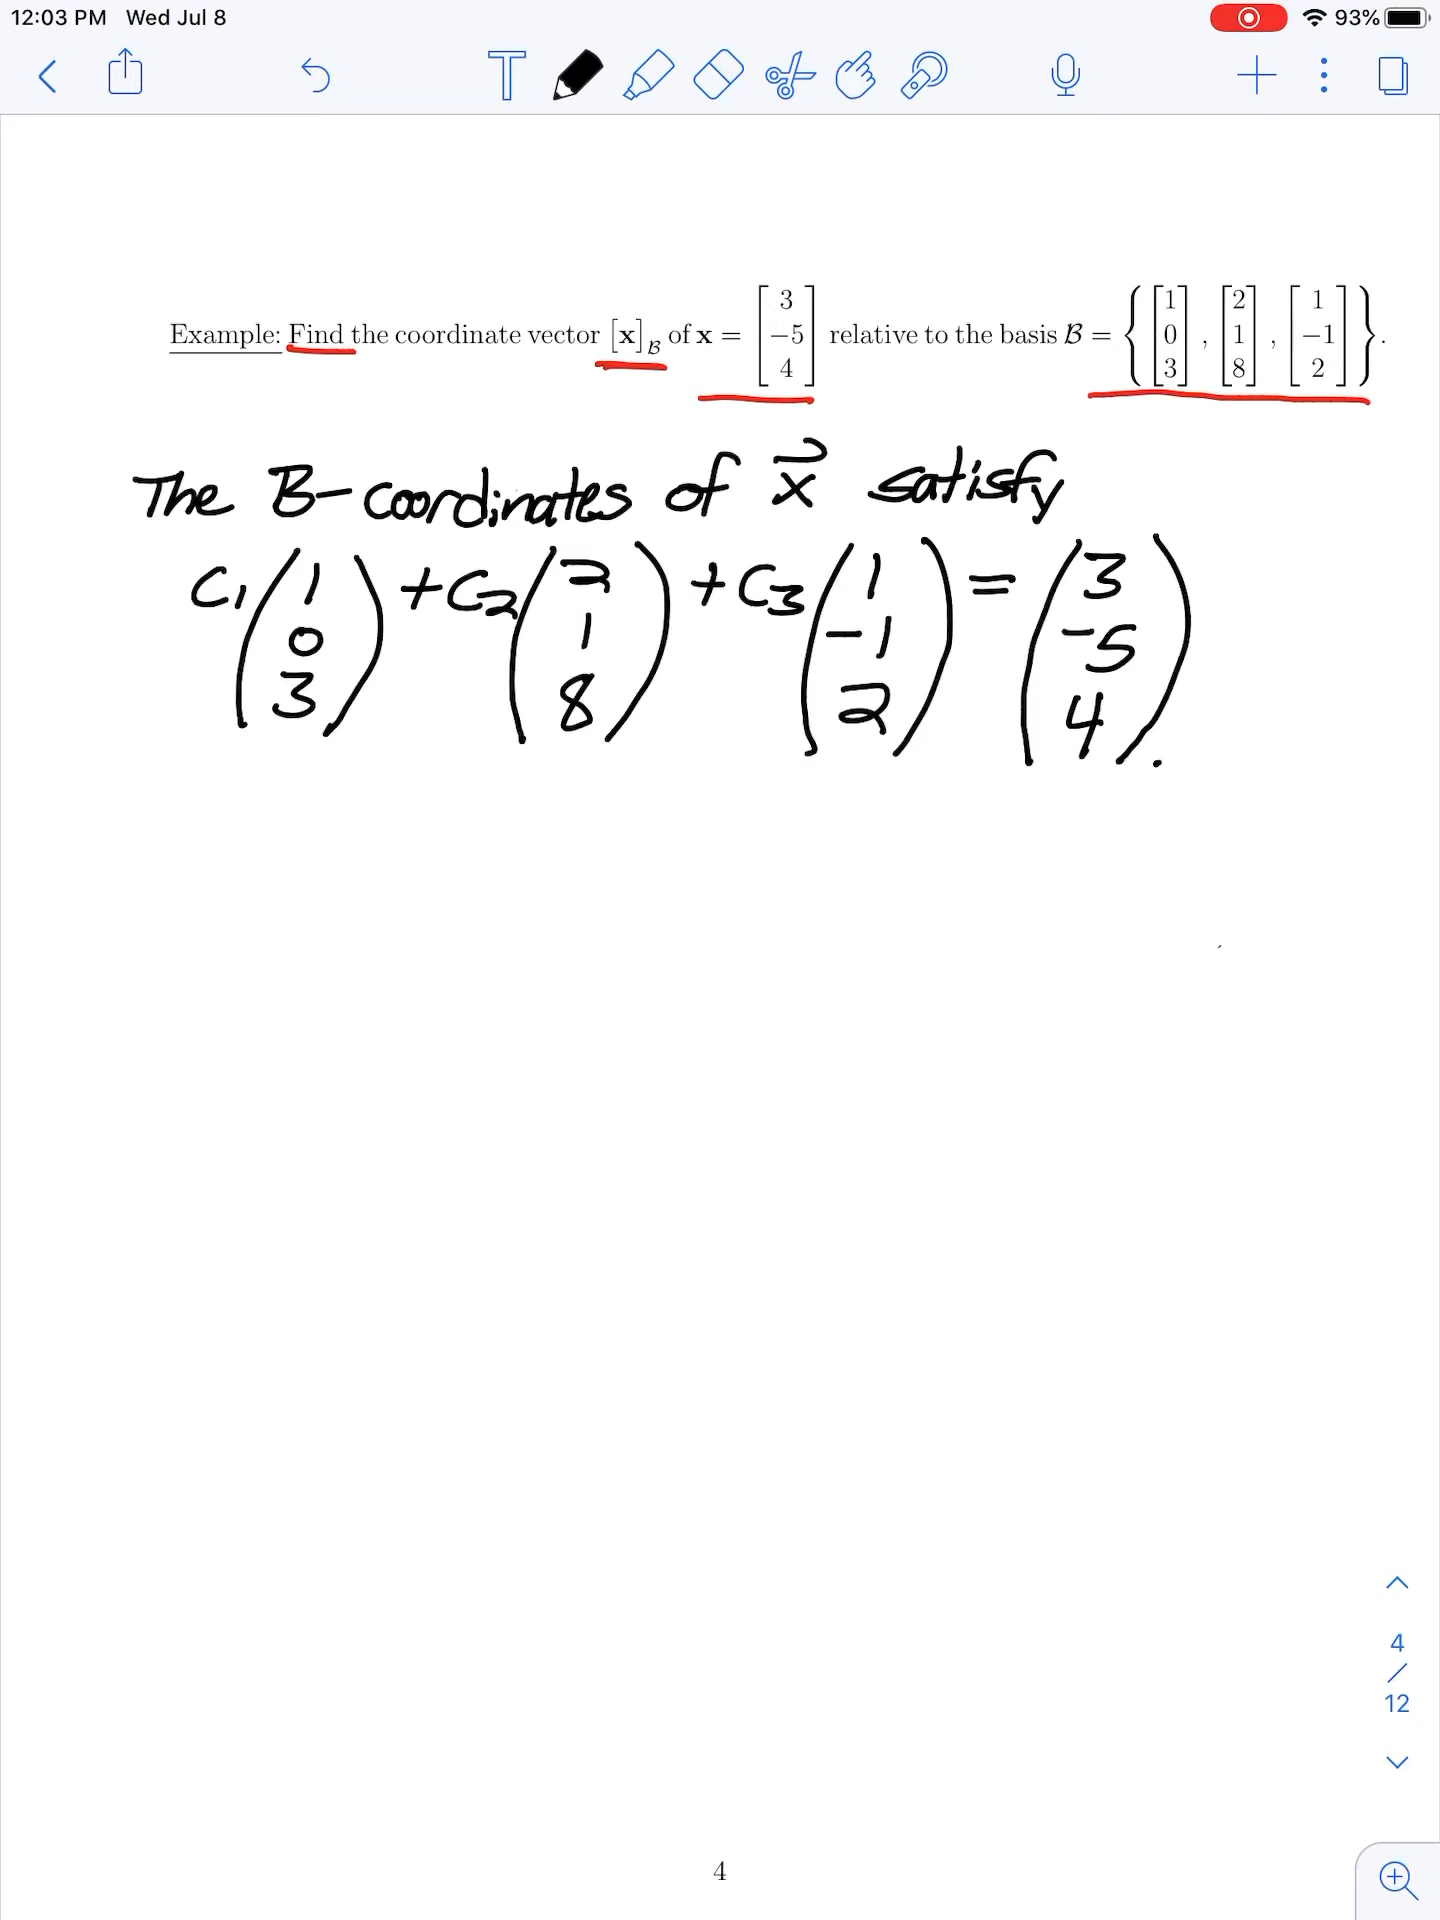 12:03 PM Wed Jul 8 93%
T
Example: Find the coordinate vector [x]_B of x = [3 −5 4] relative to the basis B = { [1 0 3], [2 1 8], [1 −1 2] }.
The B-coordinates of x⃗ satisfy
C₁(1 0 3) + C₂(2 1 8) + C₃(1 −1 2) = (3 −5 4).
4
/
12
4